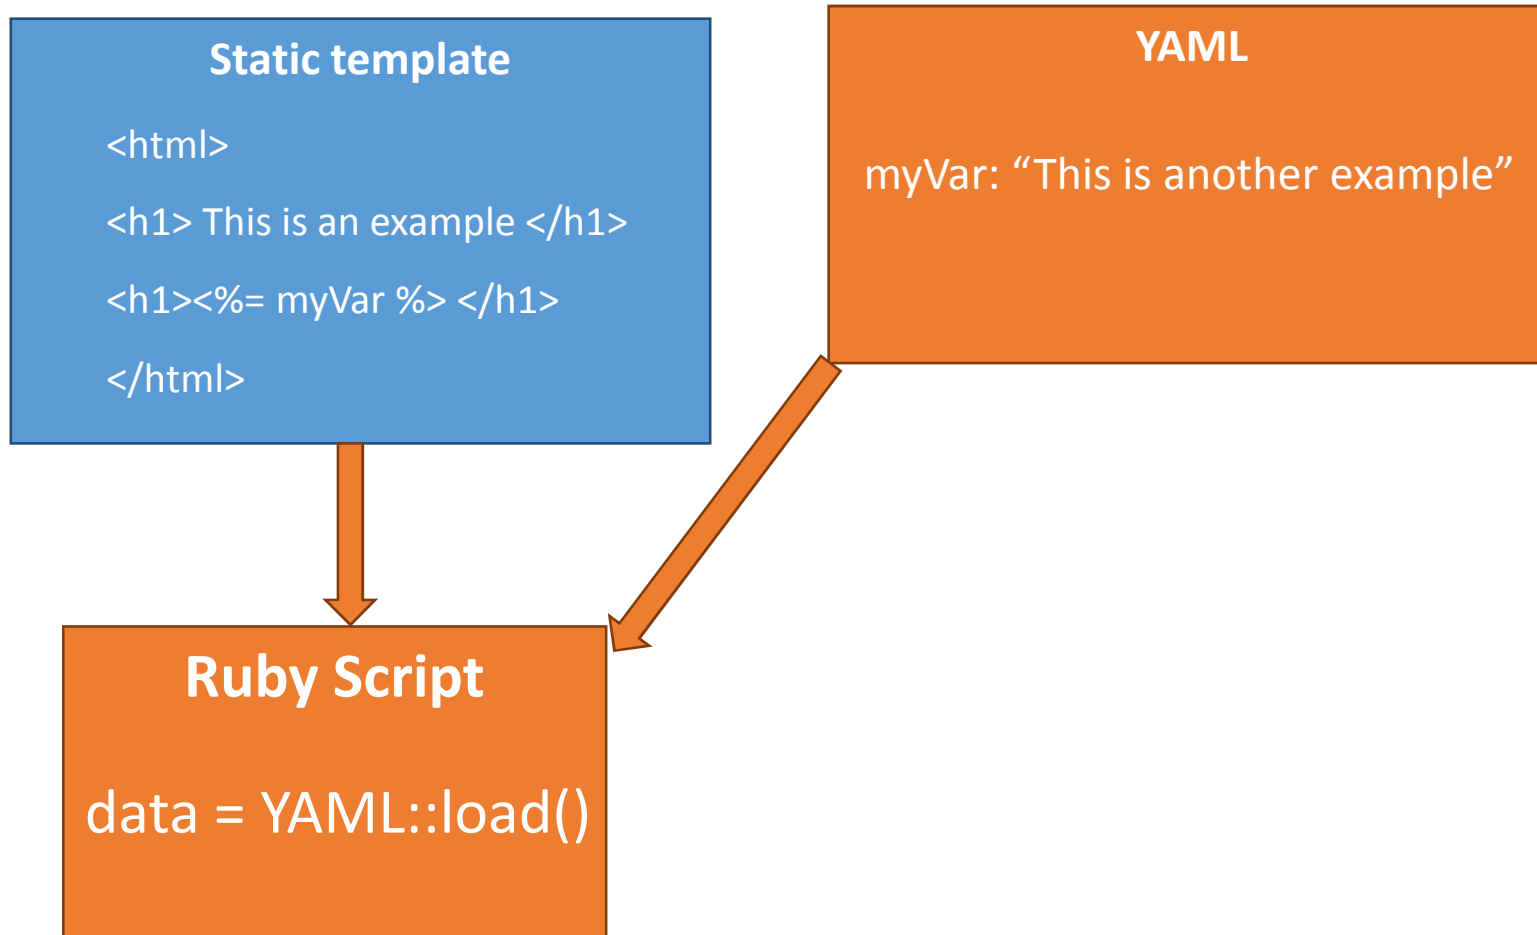 Static template
<html>
<h1> This is an example </h1>
<h1><%= myVar %> </h1>
</html>
YAML
myVar: “This is another example”
Ruby Script
data = YAML::load()